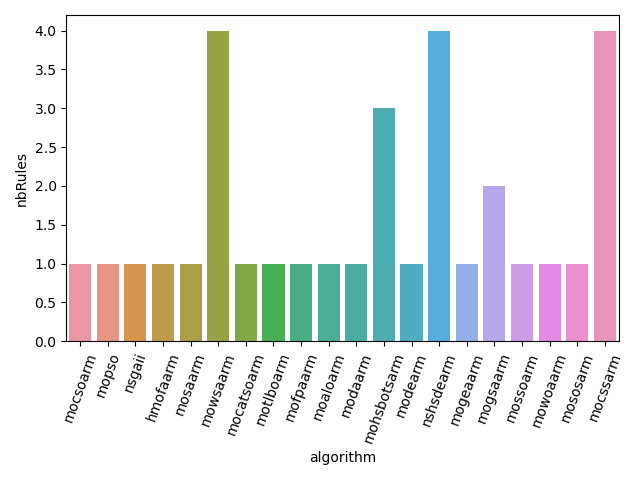 4.0
3.5
3.0
2.5
2.0
1.5
1.0
0.5
0.0
nbRules
mocsoarm
mopso
nsgaii
hmofaarm
mosaarm
mowsaarm
mocatsoarm
motlboarm
mofpaarm
moaloarm
modaarm
mohsbotsarm
modearm
nshsdearm
mogeaarm
mogsaarm
mossoarm
mowoaarm
mososarm
mocssarm
algorithm